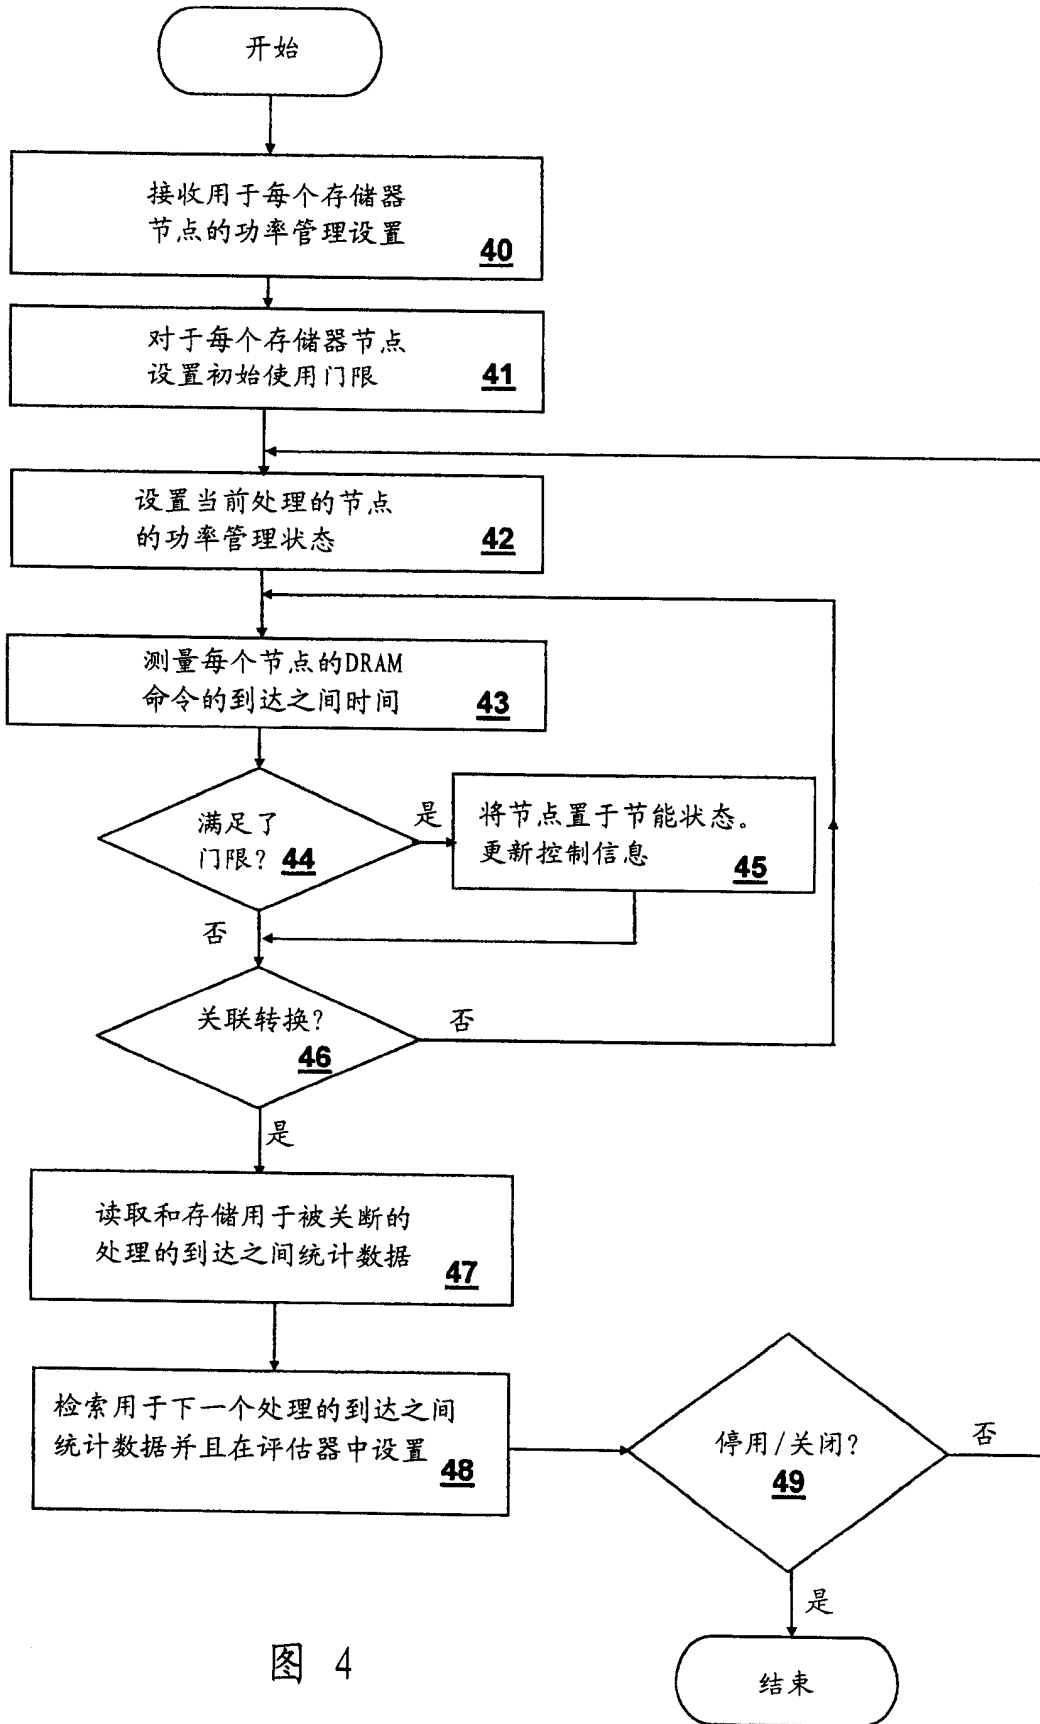 开始
接收用于每个存储器
节点的功率管理设置
40
对于每个存储器节点
设置初始使用门限
41
设置当前处理的节点
的功率管理状态
42
测量每个节点的DRAM
命令的到达之间时间
43
满足了
门限?
44
是
将节点置于节能状态。
更新控制信息
45
否
关联转换?
46
否
是
读取和存储用于被关断的
处理的到达之间统计数据
47
检索用于下一个处理的到达之间
统计数据并且在评估器中设置
48
停用/关闭?
49
否
是
结束
图 4